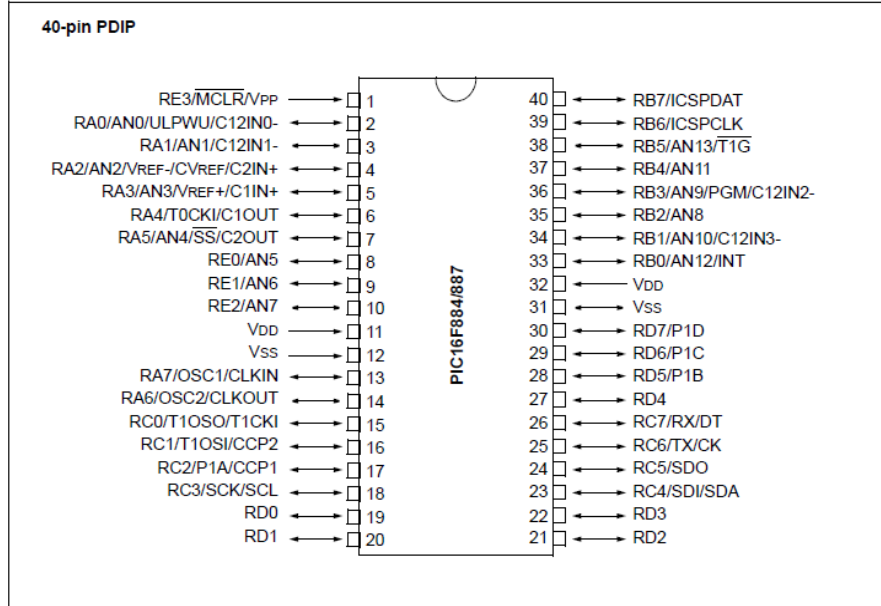 40-pin PDIP
RE3/MCLR/VPP 1 40 RB7/ICSPDAT
RA0/AN0/ULPWU/C12IN0- 2 39 RB6/ICSPCLK
RA1/AN1/C12IN1- 3 38 RB5/AN13/T1G
RA2/AN2/VREF-/CVREF/C2IN+ 4 37 RB4/AN11
RA3/AN3/VREF+/C1IN+ 5 36 RB3/AN9/PGM/C12IN2-
RA4/T0CKI/C1OUT 6 35 RB2/AN8
RA5/AN4/SS/C2OUT 7 34 RB1/AN10/C12IN3-
RE0/AN5 8 33 RB0/AN12/INT
RE1/AN6 9 32 VDD
RE2/AN7 10 31 VSS
VDD 11 30 RD7/P1D
VSS 12 29 RD6/P1C
RA7/OSC1/CLKIN 13 28 RD5/P1B
RA6/OSC2/CLKOUT 14 27 RD4
RC0/T1OSO/T1CKI 15 26 RC7/RX/DT
RC1/T1OSI/CCP2 16 25 RC6/TX/CK
RC2/P1A/CCP1 17 24 RC5/SDO
RC3/SCK/SCL 18 23 RC4/SDI/SDA
RD0 19 22 RD3
RD1 20 21 RD2
PIC16F884/887